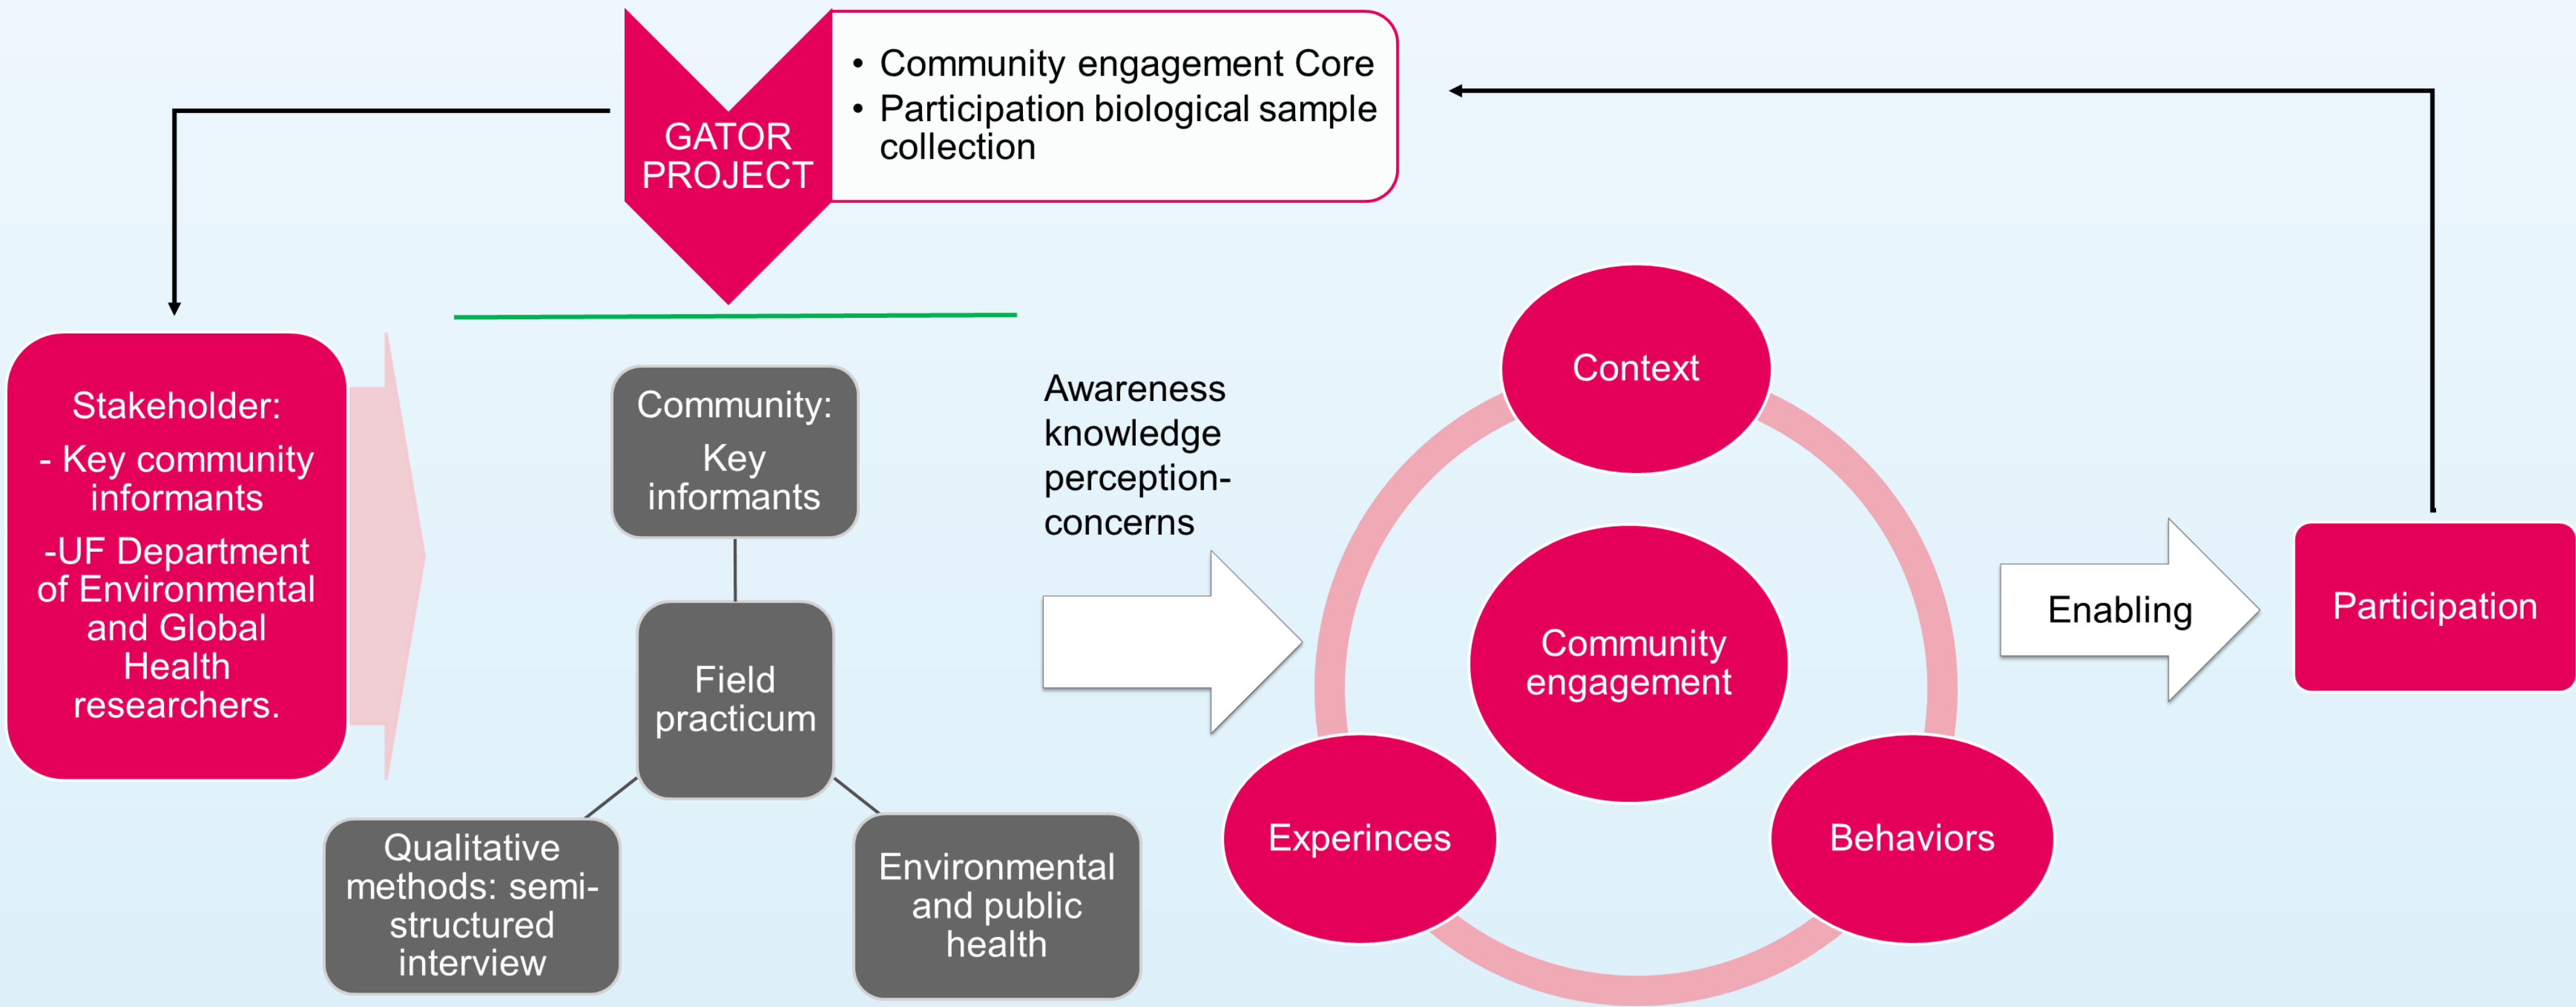 GATOR
PROJECT
• Community engagement Core
• Participation biological sample
collection
Stakeholder:
- Key community
informants
-UF Department
of Environmental
and Global
Health
researchers.
Community:
Key
informants
Field
practicum
Qualitative
methods: semi-
structured
interview
Environmental
and public
health
Awareness
knowledge
perception-
concerns
Context
Community
engagement
Experinces
Behaviors
Enabling
Participation